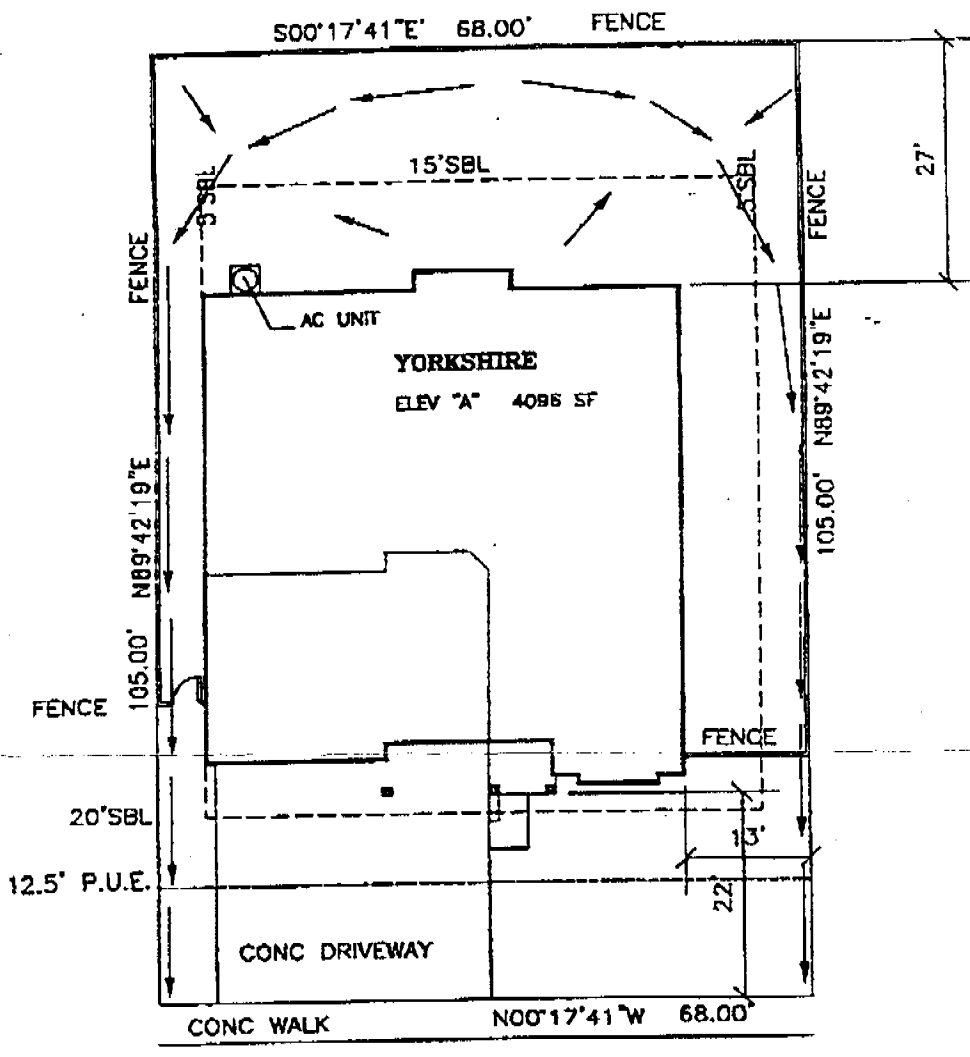 S00°17'41"E' 68.00' FENCE
15'SBL
5'SBL
5'SBL
27'
FENCE
FENCE
AC UNIT
YORKSHIRE
ELEV "A" 4096 SF
105.00' N89°42'19"E
105.00' N89°42'19"E
FENCE
FENCE
20'SBL
13'
22'
12.5' P.U.E.
CONC DRIVEWAY
CONC WALK
N00°17'41"W 68.00'